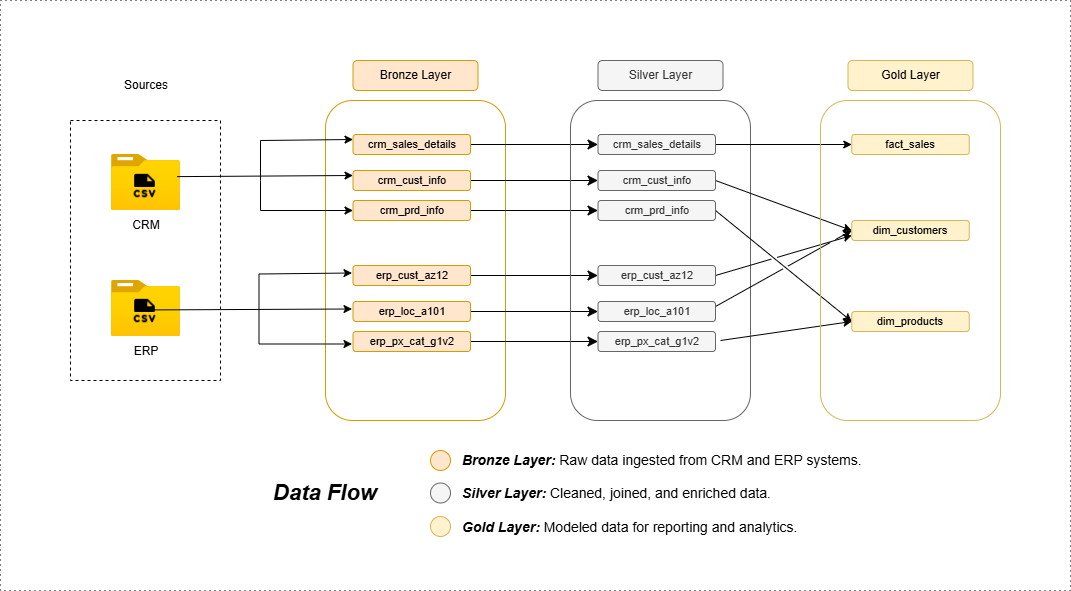 Sources
Bronze Layer
Silver Layer
Gold Layer
CSV
CRM
CSV
ERP
crm_sales_details
crm_cust_info
crm_prd_info
erp_cust_az12
erp_loc_a101
erp_px_cat_g1v2
crm_sales_details
crm_cust_info
crm_prd_info
erp_cust_az12
erp_loc_a101
erp_px_cat_g1v2
fact_sales
dim_customers
dim_products
Data Flow
Bronze Layer: Raw data ingested from CRM and ERP systems.
Silver Layer: Cleaned, joined, and enriched data.
Gold Layer: Modeled data for reporting and analytics.